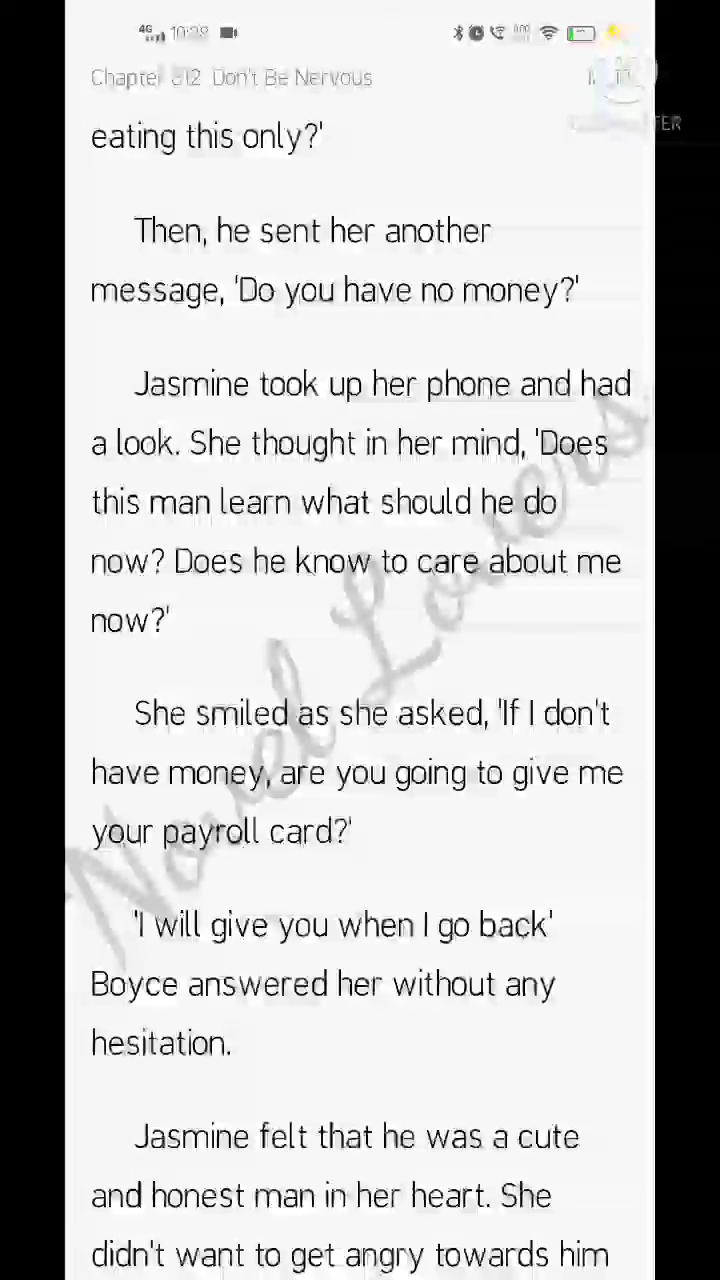 4G 10:28
Chapter 312 Don't Be Nervous
eating this only?'
Then, he sent her another
message, 'Do you have no money?'
Jasmine took up her phone and had
a look. She thought in her mind, 'Does
this man learn what should he do
now? Does he know to care about me
now?'
She smiled as she asked, 'If I don't
have money, are you going to give me
your payroll card?'
'I will give you when I go back'
Boyce answered her without any
hesitation.
Jasmine felt that he was a cute
and honest man in her heart. She
didn't want to get angry towards him
Novel Lovers